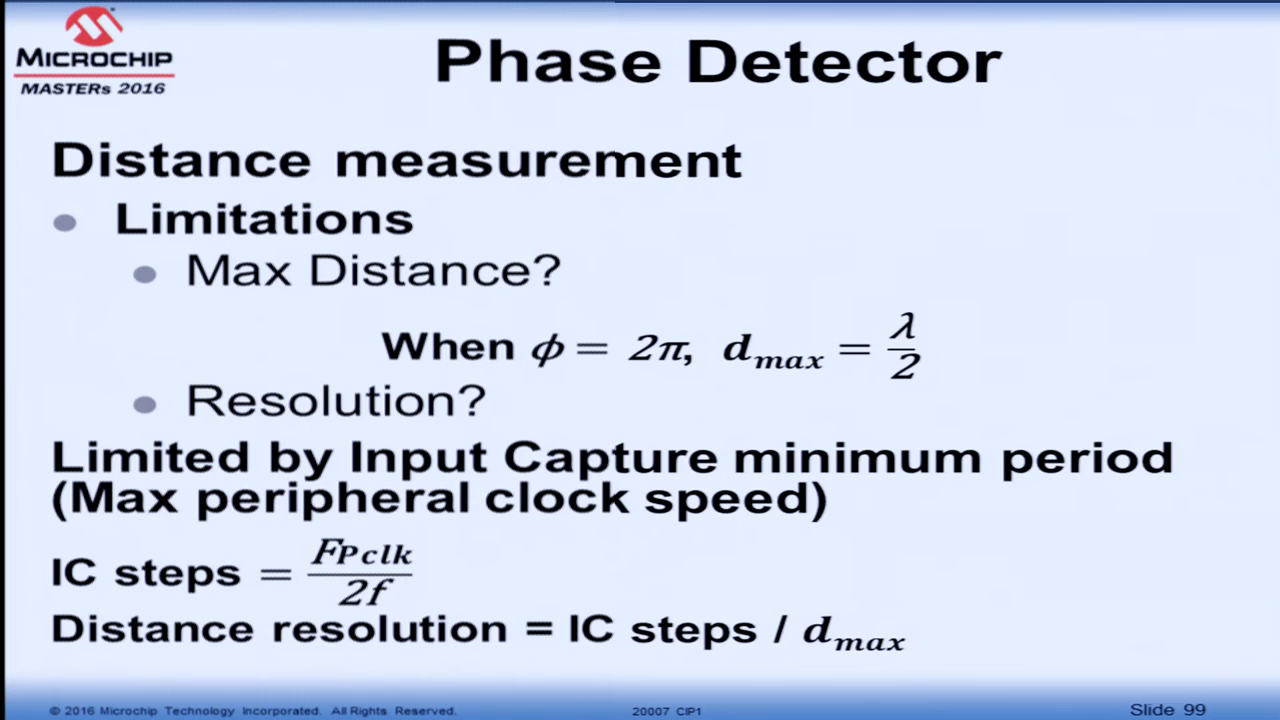 MICROCHIP
MASTERs 2016
Phase Detector
Distance measurement
Limitations
Max Distance?
When ϕ = 2π, d_max = λ/2
Resolution?
Limited by Input Capture minimum period
(Max peripheral clock speed)
IC steps = FPclk/2f
Distance resolution = IC steps / d_max
© 2016 Microchip Technology Incorporated. All Rights Reserved.
20007 CIP1
Slide 99